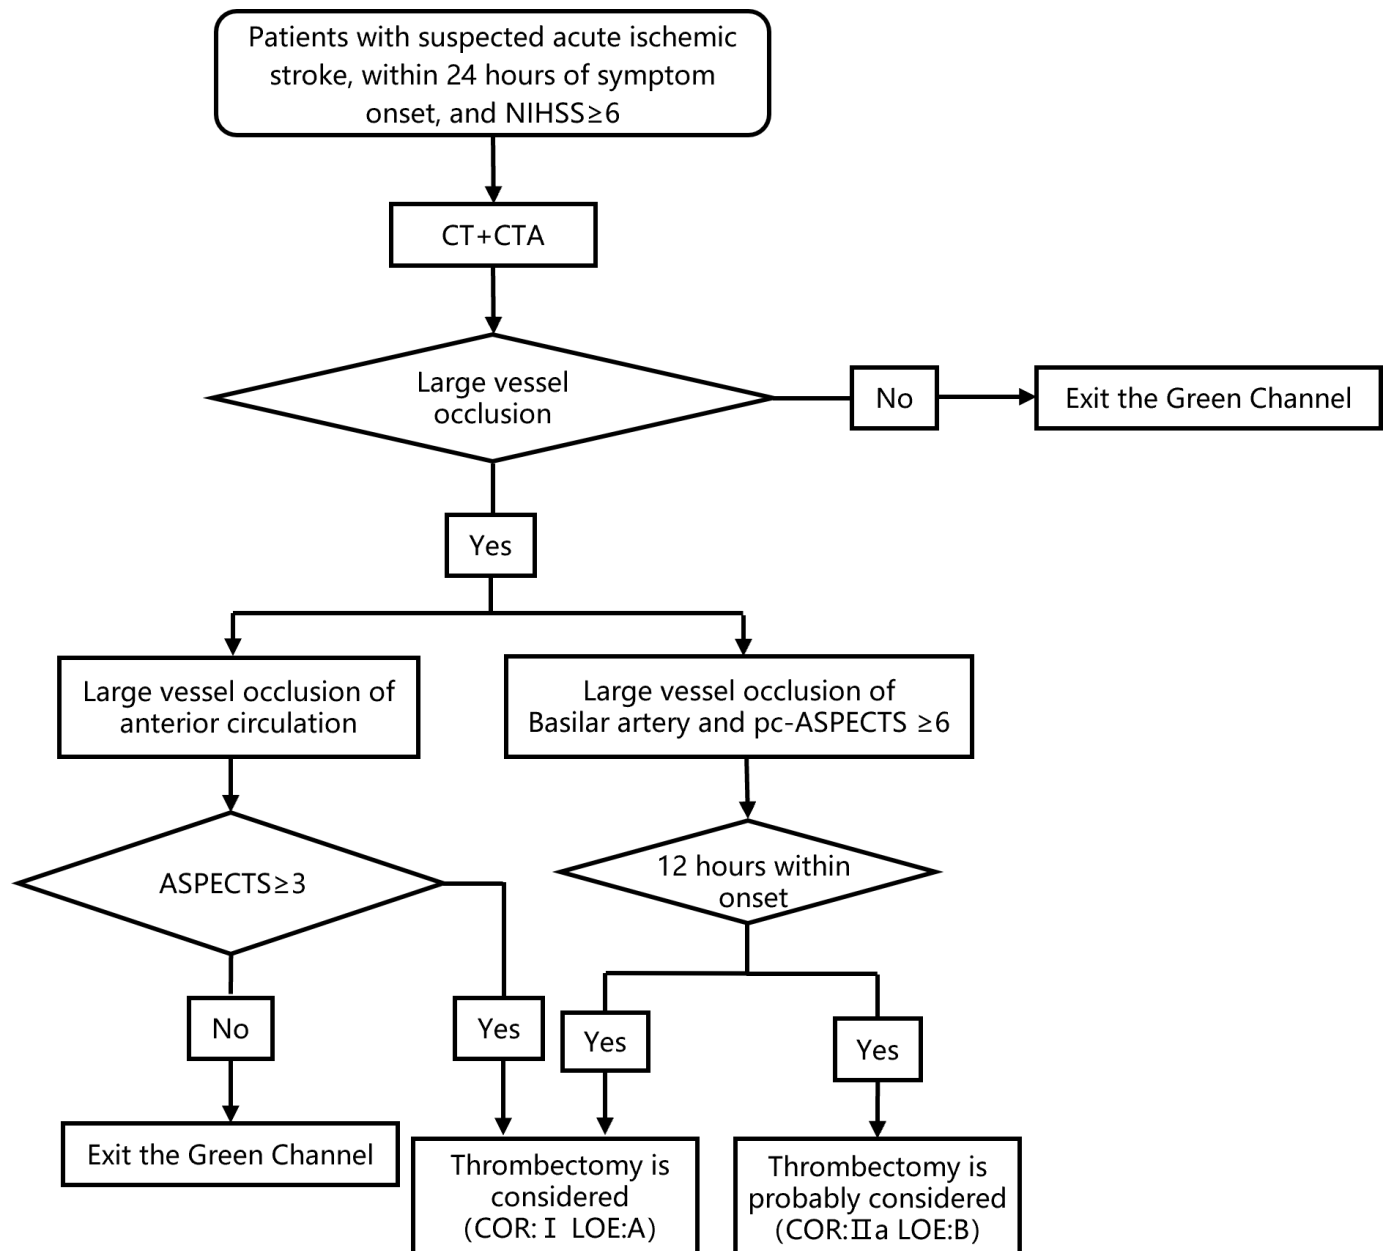 Patients with suspected acute ischemic
stroke, within 24 hours of symptom
onset, and NIHSS≥6
CT+CTA
Large vessel
occlusion
No
Exit the Green Channel
Yes
Large vessel occlusion of
anterior circulation
Large vessel occlusion of
Basilar artery and pc-ASPECTS ≥6
ASPECTS≥3
12 hours within
onset
No
Yes
Yes
Yes
Exit the Green Channel
Thrombectomy is
considered
(COR: Ⅰ LOE:A)
Thrombectomy is
probably considered
(COR:Ⅱa LOE:B)